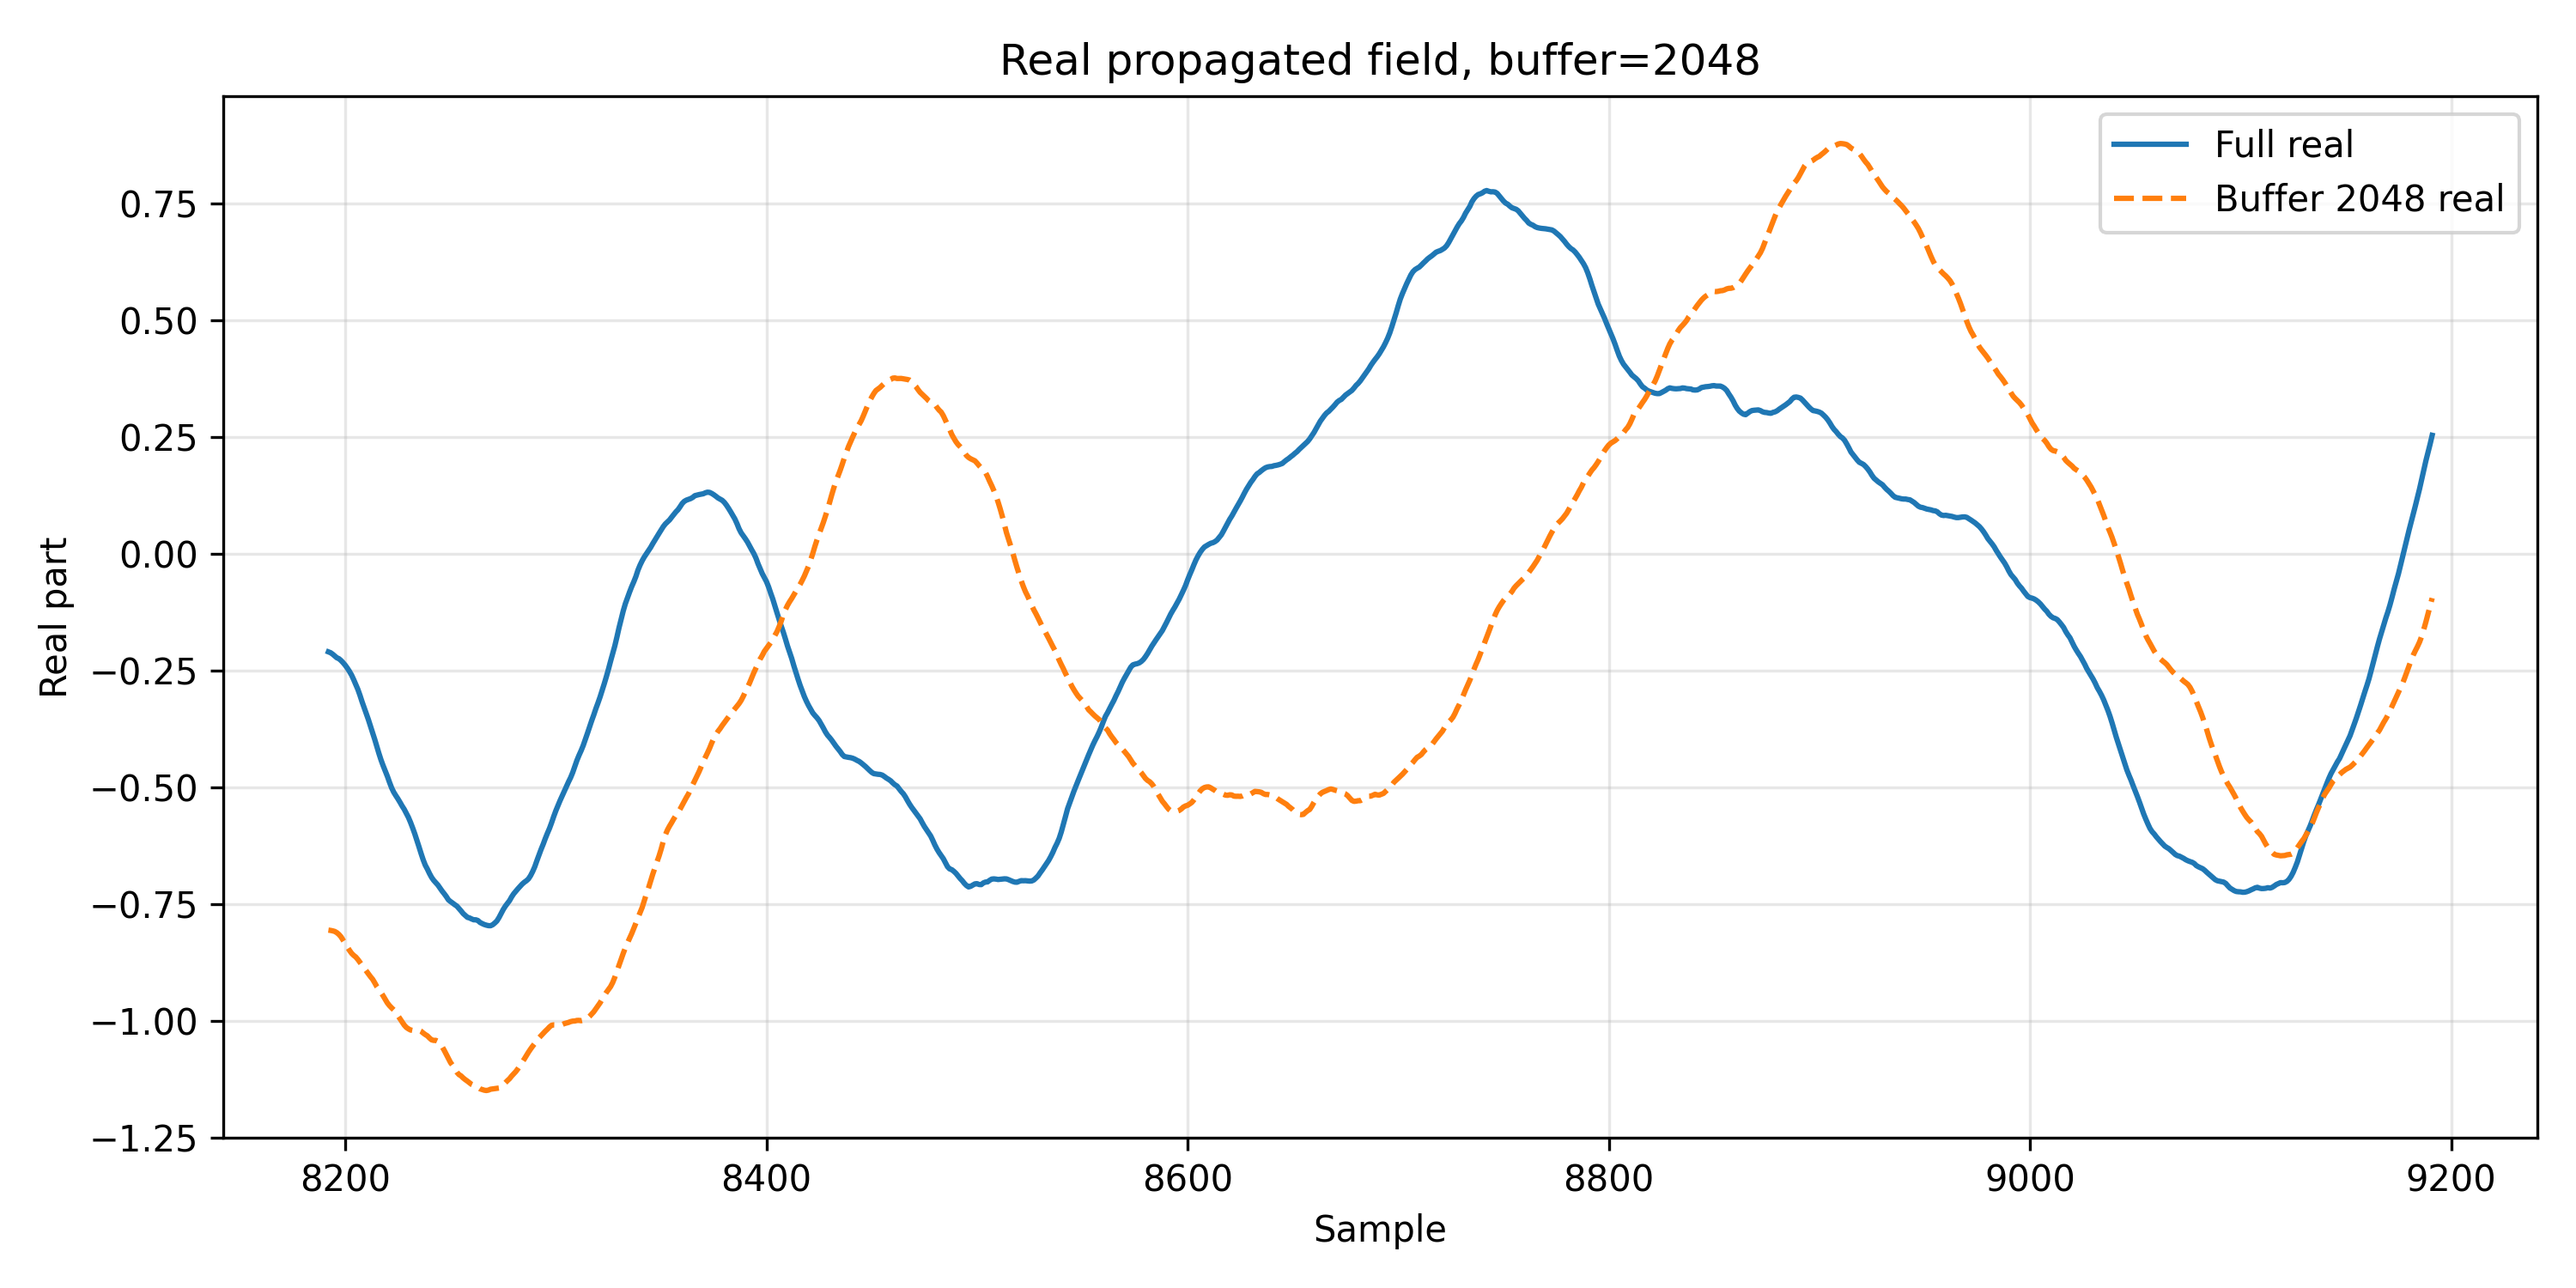 Real propagated field, buffer=2048
Full real
Buffer 2048 real
Real part
0.75
0.50
0.25
0.00
−0.25
−0.50
−0.75
−1.00
−1.25
8200 8400 8600 8800 9000 9200
Sample